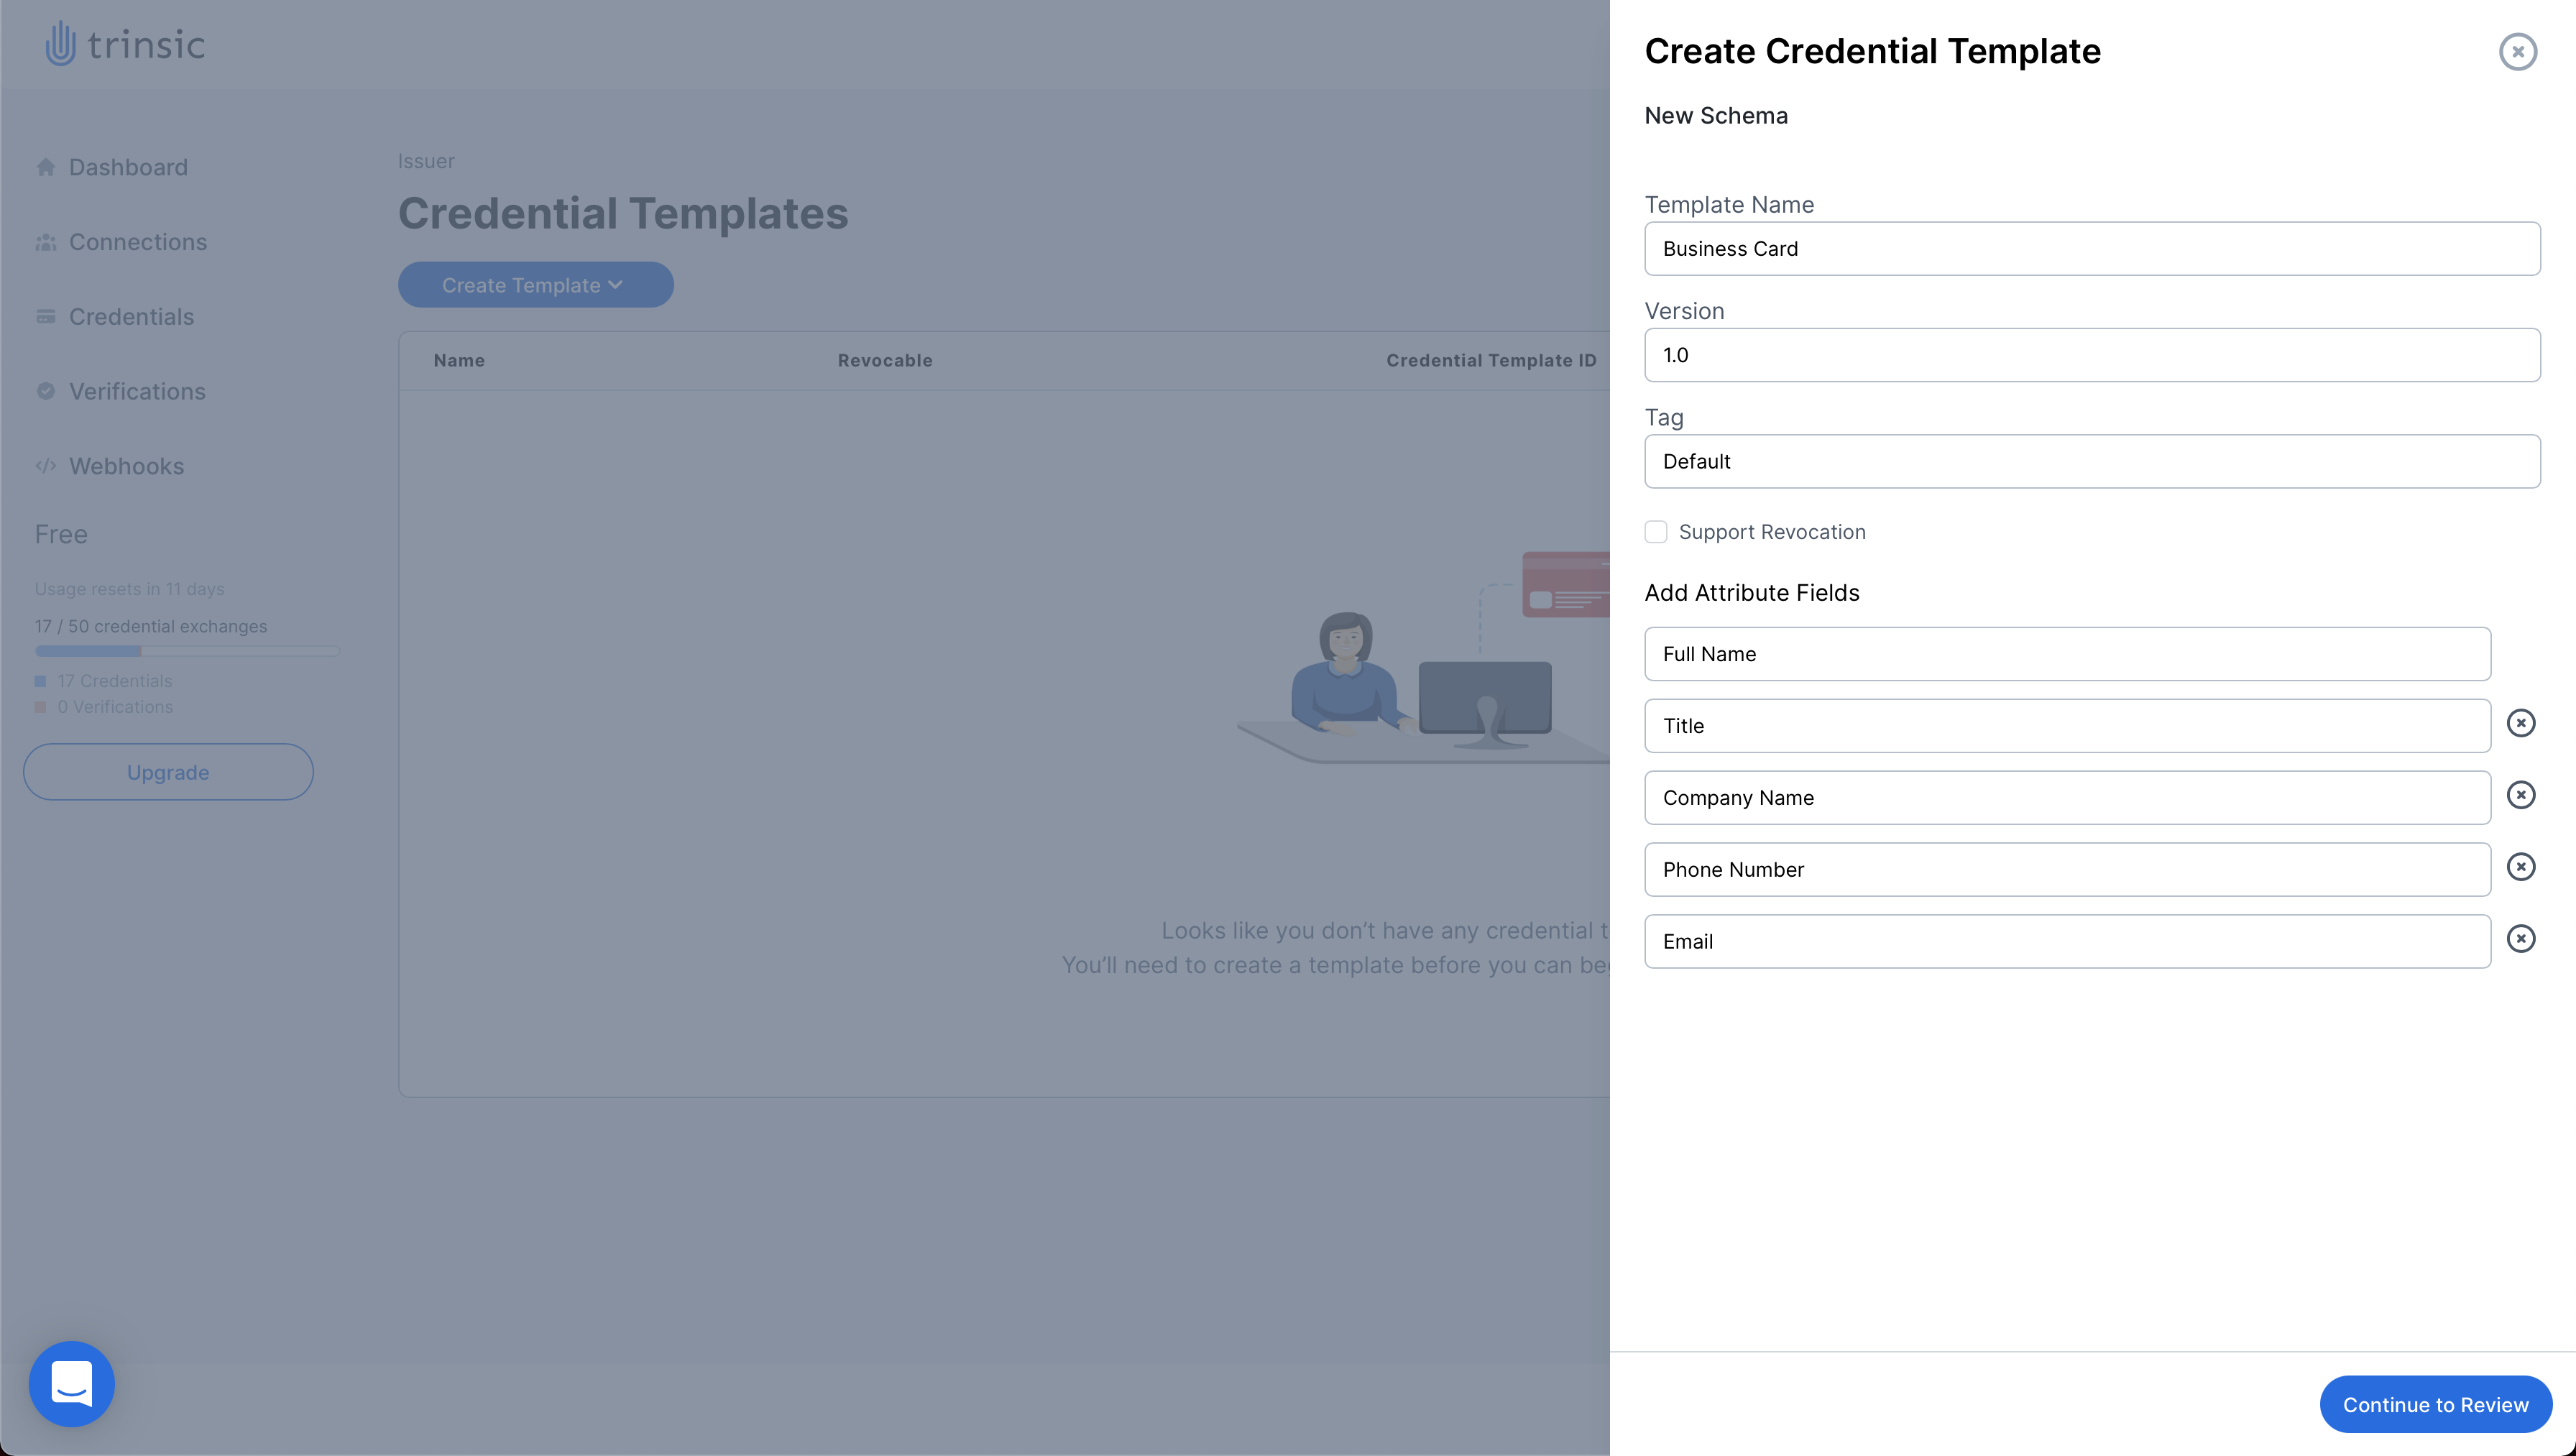 trinsic
Dashboard
Connections
Credentials
Verifications
Webhooks
Free
Usage resets in 11 days
17 / 50 credential exchanges
17 Credentials
0 Verifications
Upgrade
Issuer
Credential Templates
Create Template
Name Revocable Credential Template ID
Looks like you don't have any credential
You'll need to create a template before you can
Create Credential Template
New Schema
Template Name
Business Card
Version
1.0
Tag
Default
Support Revocation
Add Attribute Fields
Full Name
Title
Company Name
Phone Number
Email
Continue to Review